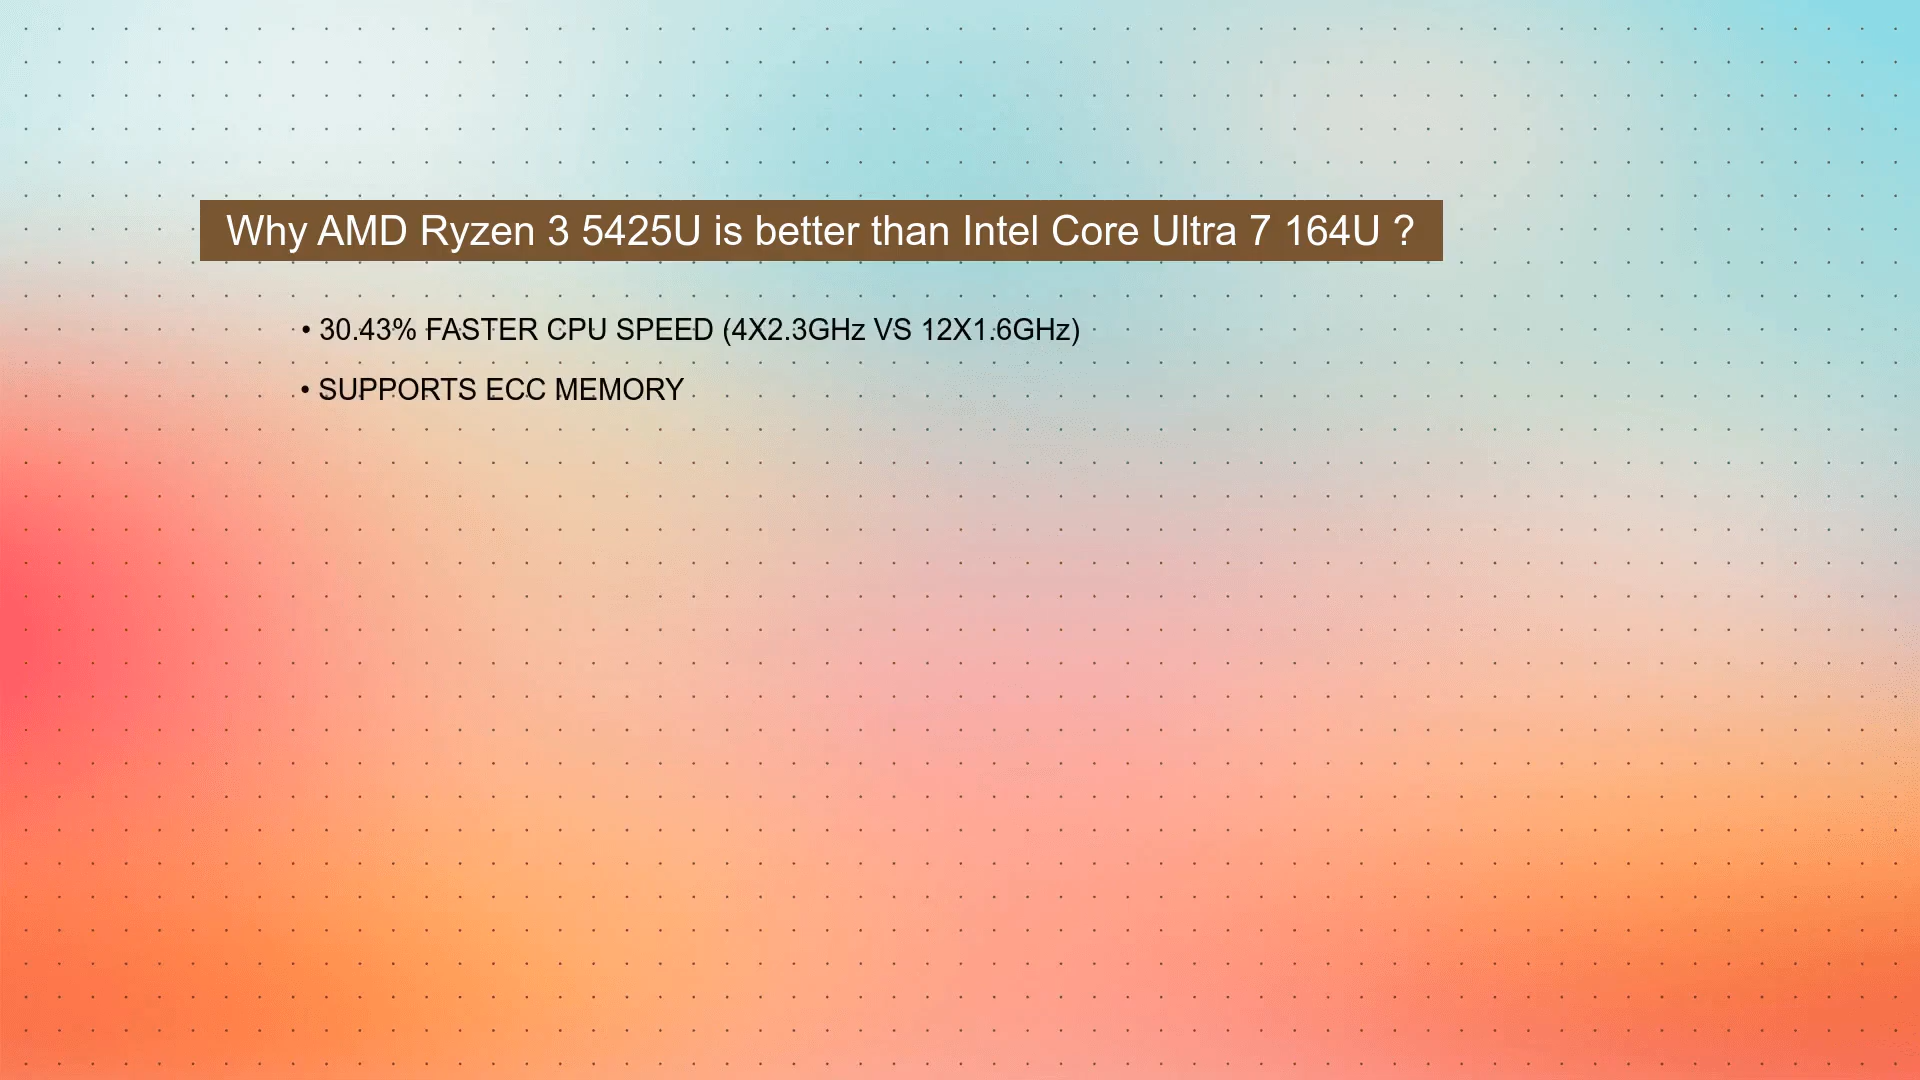 Why AMD Ryzen 3 5425U is better than Intel Core Ultra 7 164U ?
• 30.43% FASTER CPU SPEED (4X2.3GHz VS 12X1.6GHz)
• SUPPORTS ECC MEMORY